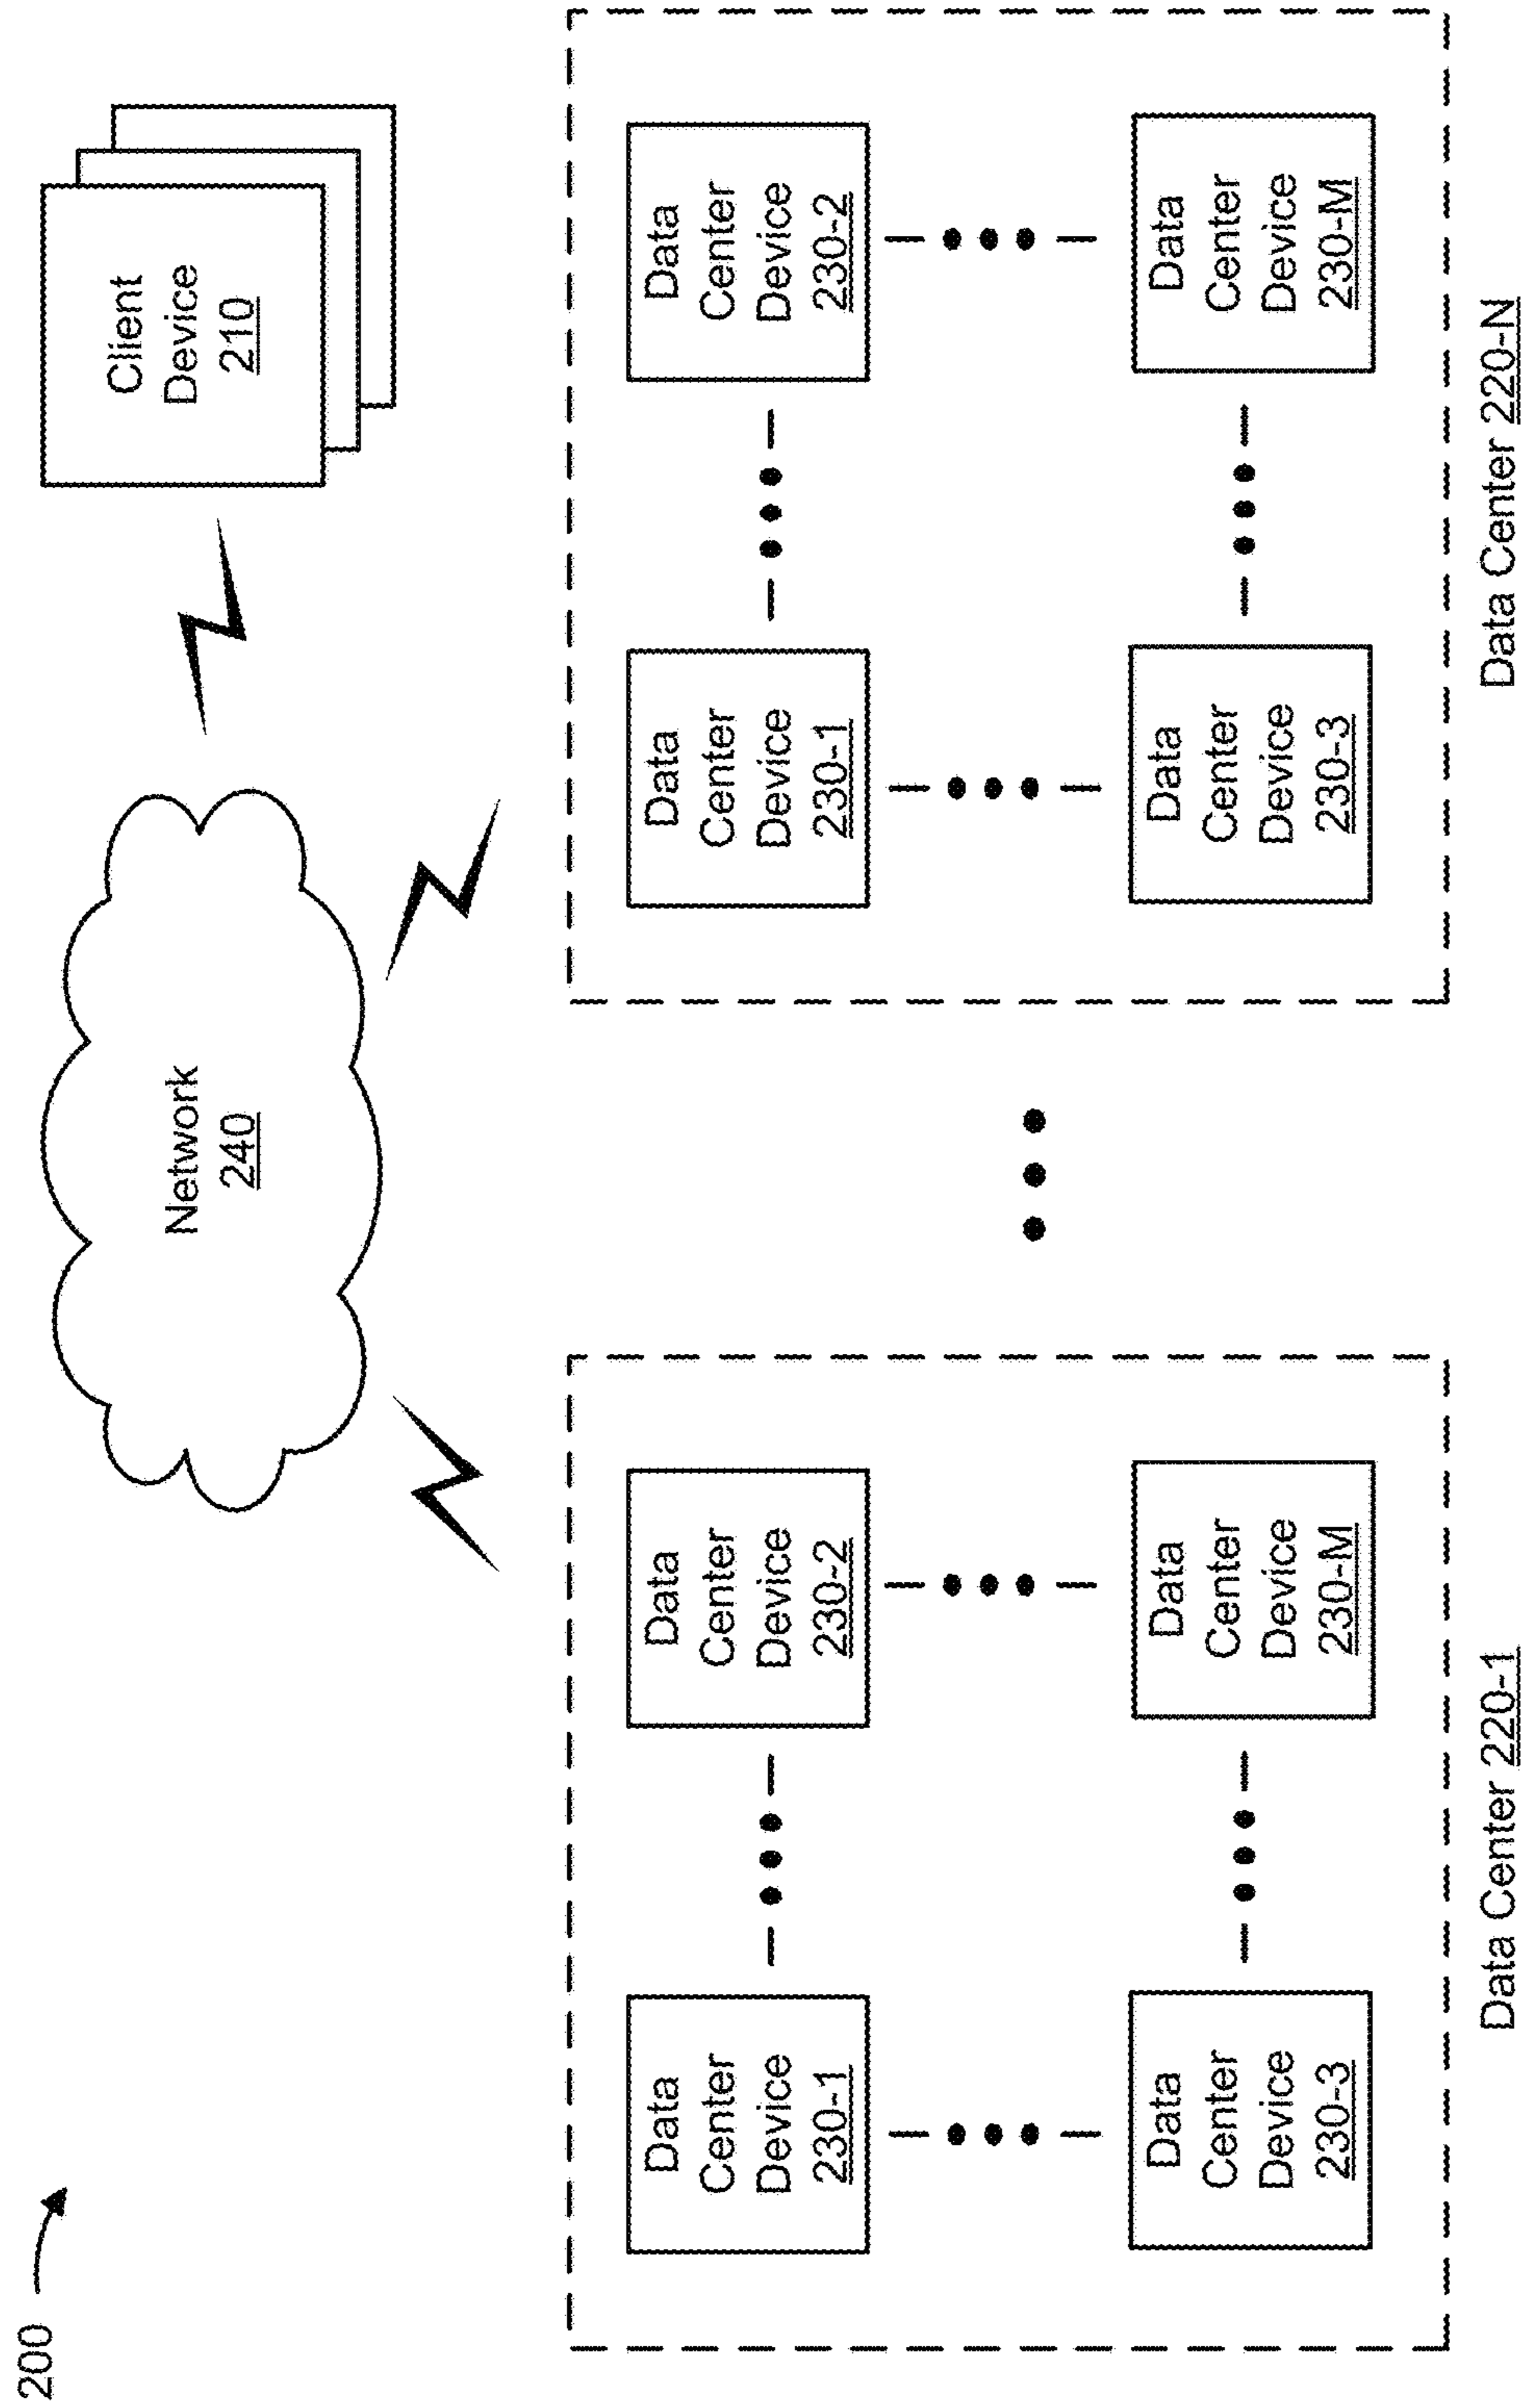 200
Network
240
Client
Device
210
Data
Center
Device
230-1
Data
Center
Device
230-2
Data
Center
Device
230-3
Data
Center
Device
230-M
Data Center 220-1
Data
Center
Device
230-1
Data
Center
Device
230-2
Data
Center
Device
230-3
Data
Center
Device
230-M
Data Center 220-N